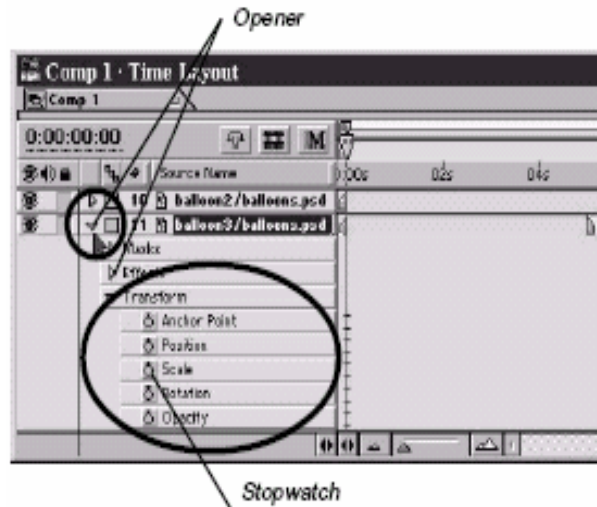 Opener
Comp 1 · Time Layout
Comp 1
0:00:00:00
M
# Source Name
:00s 02s 04s
10 balloon2/balloons.psd
11 balloon3/balloons.psd
Masks
Effects
Transform
Anchor Point
Position
Scale
Rotation
Opacity
Stopwatch